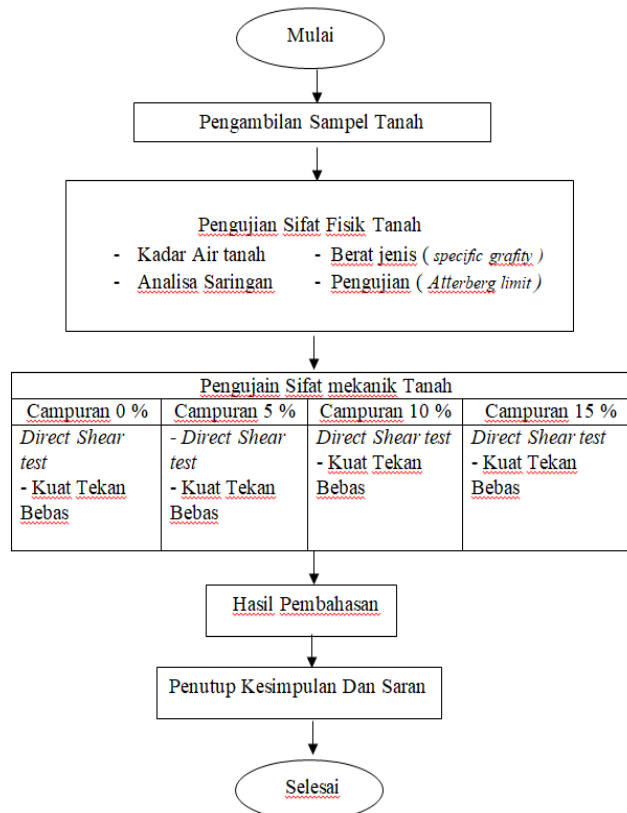 Mulai
Pengambilan Sampel Tanah
Pengujian Sifat Fisik Tanah
- Kadar Air tanah - Berat jenis ( specific grafity )
- Analisa Saringan - Pengujian ( Atterberg limit )
Pengujain Sifat mekanik Tanah
Campuran 0 % Campuran 5 % Campuran 10 % Campuran 15 %
Direct Shear
test
- Kuat Tekan
Bebas
- Direct Shear
test
- Kuat Tekan
Bebas
Direct Shear test
- Kuat Tekan
Bebas
Direct Shear test
- Kuat Tekan
Bebas
Hasil Pembahasan
Penutup Kesimpulan Dan Saran
Selesai